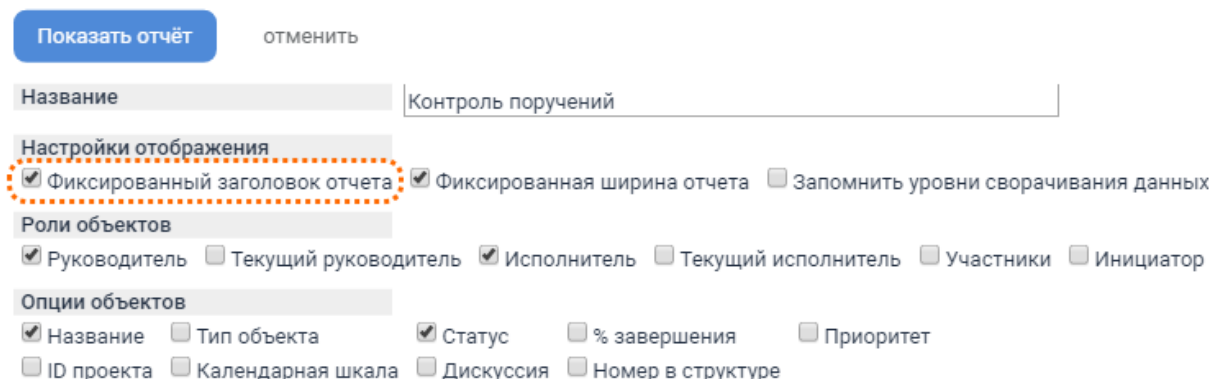 Показать отчёт отменить
Название Контроль поручений
Настройки отображения
Фиксированный заголовок отчета Фиксированная ширина отчета Запомнить уровни сворачивания данных
Роли объектов
Руководитель Текущий руководитель Исполнитель Текущий исполнитель Участники Инициатор
Опции объектов
Название Тип объекта Статус % завершения Приоритет
ID проекта Календарная шкала Дискуссия Номер в структуре